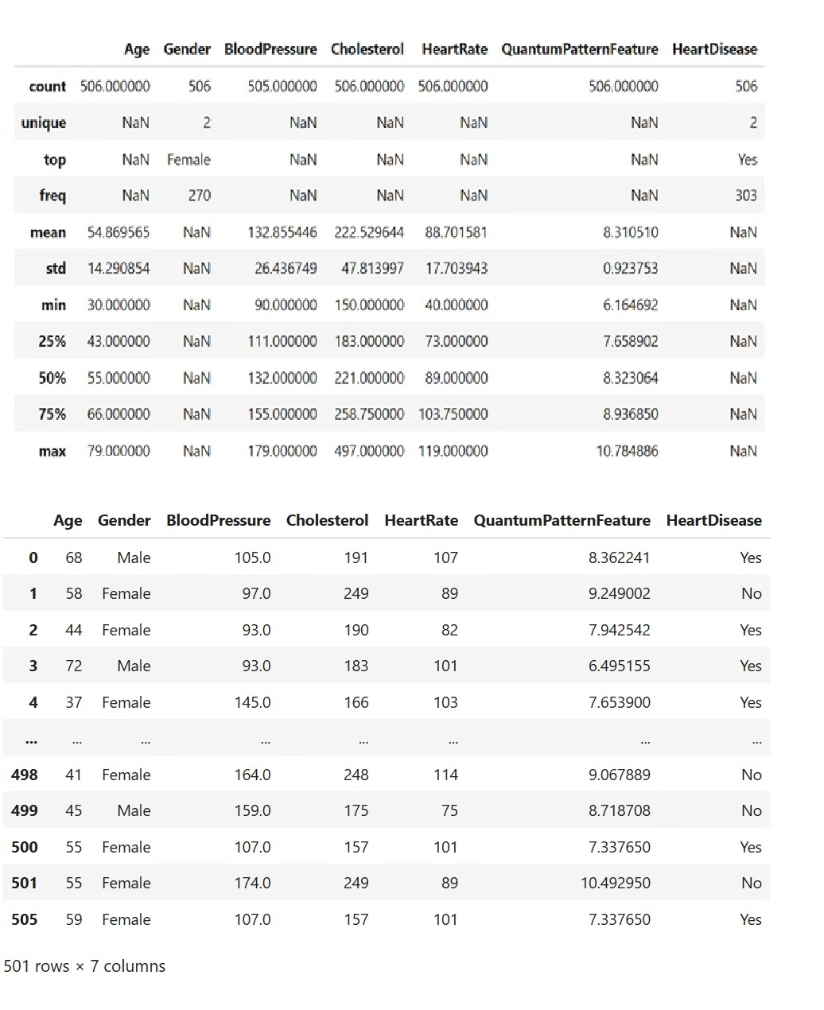 Age Gender BloodPressure Cholesterol HeartRate QuantumPatternFeature HeartDisease
count 506.000000 506 505.000000 506.000000 506.000000 506.000000 506
unique NaN 2 NaN NaN NaN NaN 2
top NaN Female NaN NaN NaN NaN Yes
freq NaN 270 NaN NaN NaN NaN 303
mean 54.869565 NaN 132.855446 222.529644 88.701581 8.310510 NaN
std 14.290854 NaN 26.436749 47.813997 17.703943 0.923753 NaN
min 30.000000 NaN 90.000000 150.000000 40.000000 6.164692 NaN
25% 43.000000 NaN 111.000000 183.000000 73.000000 7.658902 NaN
50% 55.000000 NaN 132.000000 221.000000 89.000000 8.323064 NaN
75% 66.000000 NaN 155.000000 258.750000 103.750000 8.936850 NaN
max 79.000000 NaN 179.000000 497.000000 119.000000 10.784886 NaN
Age Gender BloodPressure Cholesterol HeartRate QuantumPatternFeature HeartDisease
0 68 Male 105.0 191 107 8.362241 Yes
1 58 Female 97.0 249 89 9.249002 No
2 44 Female 93.0 190 82 7.942542 Yes
3 72 Male 93.0 183 101 6.495155 Yes
4 37 Female 145.0 166 103 7.653900 Yes
... ... ... ... ... ... ... ...
498 41 Female 164.0 248 114 9.067889 No
499 45 Male 159.0 175 75 8.718708 No
500 55 Female 107.0 157 101 7.337650 Yes
501 55 Female 174.0 249 89 10.492950 No
505 59 Female 107.0 157 101 7.337650 Yes
501 rows × 7 columns